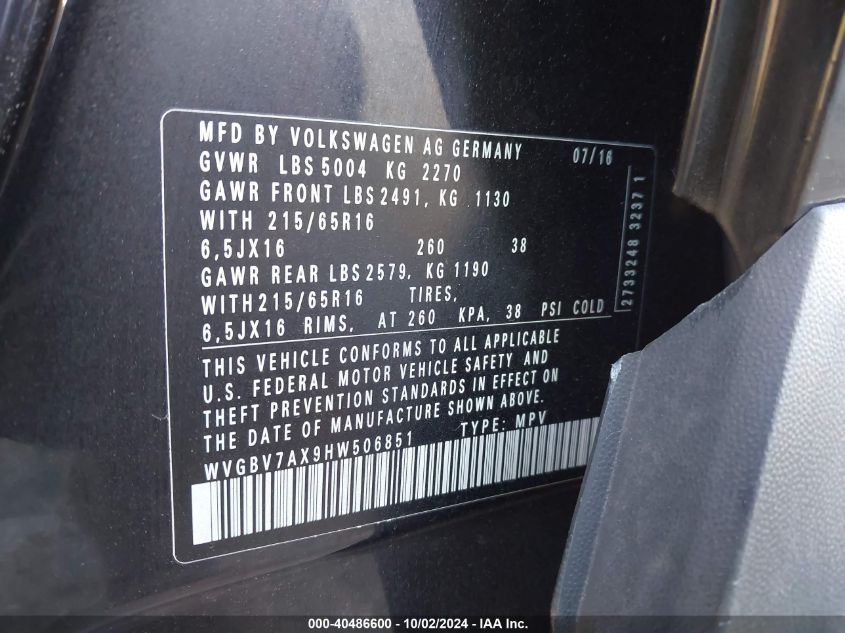 MFD BY VOLKSWAGEN AG GERMANY 07/16
GVWR LBS 5004 KG 2270
GAWR FRONT LBS 2491, KG 1130
WITH 215/65R16
6,5JX16 260 38
GAWR REAR LBS 2579, KG 1190
WITH 215/65R16 TIRES,
6,5JX16 RIMS, AT 260 KPA, 38 PSI COLD
THIS VEHICLE CONFORMS TO ALL APPLICABLE
U.S. FEDERAL MOTOR VEHICLE SAFETY AND
THEFT PREVENTION STANDARDS IN EFFECT ON
THE DATE OF MANUFACTURE SHOWN ABOVE.
WVGBV7AX9HW506851 TYPE: MPV
2733248 3237 1
000-40486600 - 10/02/2024 - IAA Inc.